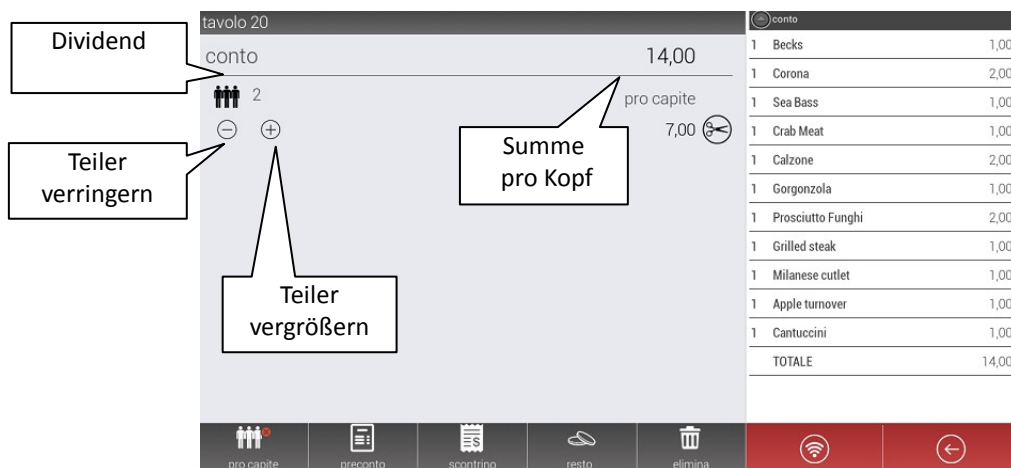 tavolo 20
conto 14,00
2 pro capite
7,00
Dividend
Teiler
verringern
Teiler
vergrößern
Summe
pro Kopf
conto
1 Becks 1,00
1 Corona 2,00
1 Sea Bass 1,00
1 Crab Meat 1,00
1 Calzone 2,00
1 Gorgonzola 1,00
1 Prosciutto Funghi 2,00
1 Grilled steak 1,00
1 Milanese cutlet 1,00
1 Apple turnover 1,00
1 Cantuccini 1,00
TOTALE 14,00
pro capite preconto scontrino resto elimina